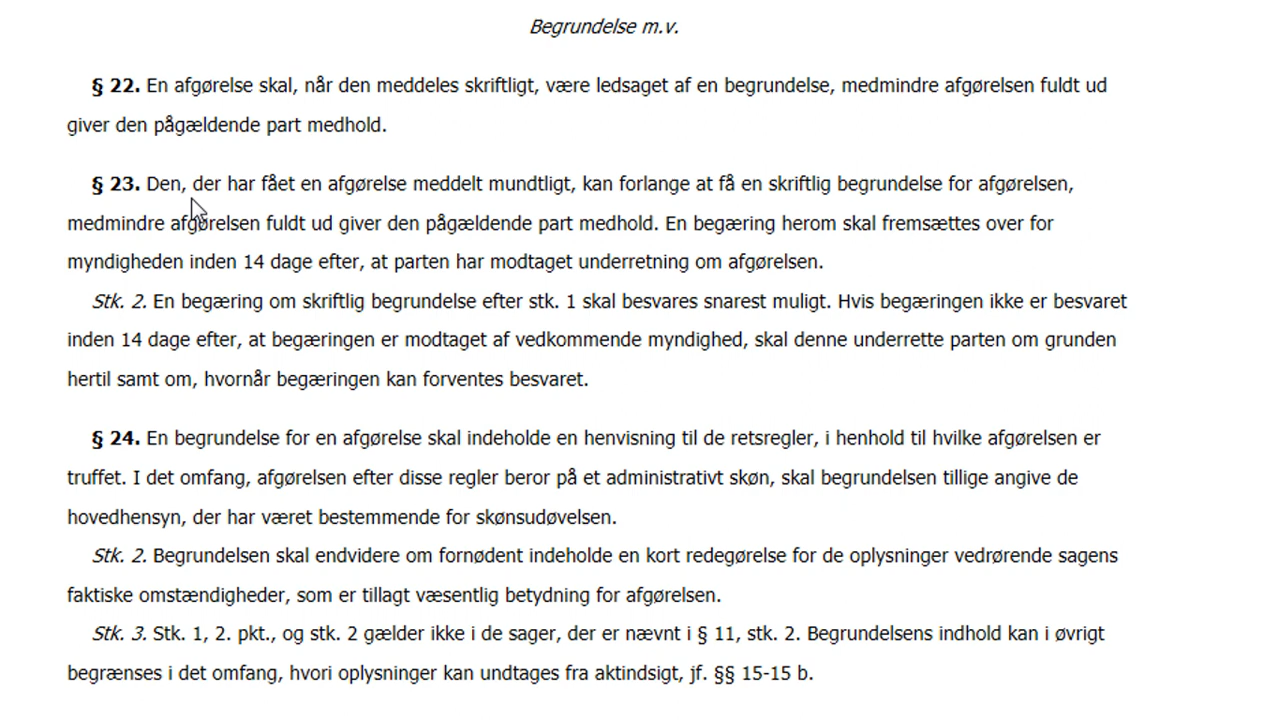 Begrundelse m.v.
§ 22. En afgørelse skal, når den meddeles skriftligt, være ledsaget af en begrundelse, medmindre afgørelsen fuldt ud
giver den pågældende part medhold.
§ 23. Den, der har fået en afgørelse meddelt mundtligt, kan forlange at få en skriftlig begrundelse for afgørelsen,
medmindre afgørelsen fuldt ud giver den pågældende part medhold. En begæring herom skal fremsættes over for
myndigheden inden 14 dage efter, at parten har modtaget underretning om afgørelsen.
Stk. 2. En begæring om skriftlig begrundelse efter stk. 1 skal besvares snarest muligt. Hvis begæringen ikke er besvaret
inden 14 dage efter, at begæringen er modtaget af vedkommende myndighed, skal denne underrette parten om grunden
hertil samt om, hvornår begæringen kan forventes besvaret.
§ 24. En begrundelse for en afgørelse skal indeholde en henvisning til de retsregler, i henhold til hvilke afgørelsen er
truffet. I det omfang, afgørelsen efter disse regler beror på et administrativt skøn, skal begrundelsen tillige angive de
hovedhensyn, der har været bestemmende for skønsudøvelsen.
Stk. 2. Begrundelsen skal endvidere om fornødent indeholde en kort redegørelse for de oplysninger vedrørende sagens
faktiske omstændigheder, som er tillagt væsentlig betydning for afgørelsen.
Stk. 3. Stk. 1, 2. pkt., og stk. 2 gælder ikke i de sager, der er nævnt i § 11, stk. 2. Begrundelsens indhold kan i øvrigt
begrænses i det omfang, hvori oplysninger kan undtages fra aktindsigt, jf. §§ 15-15 b.